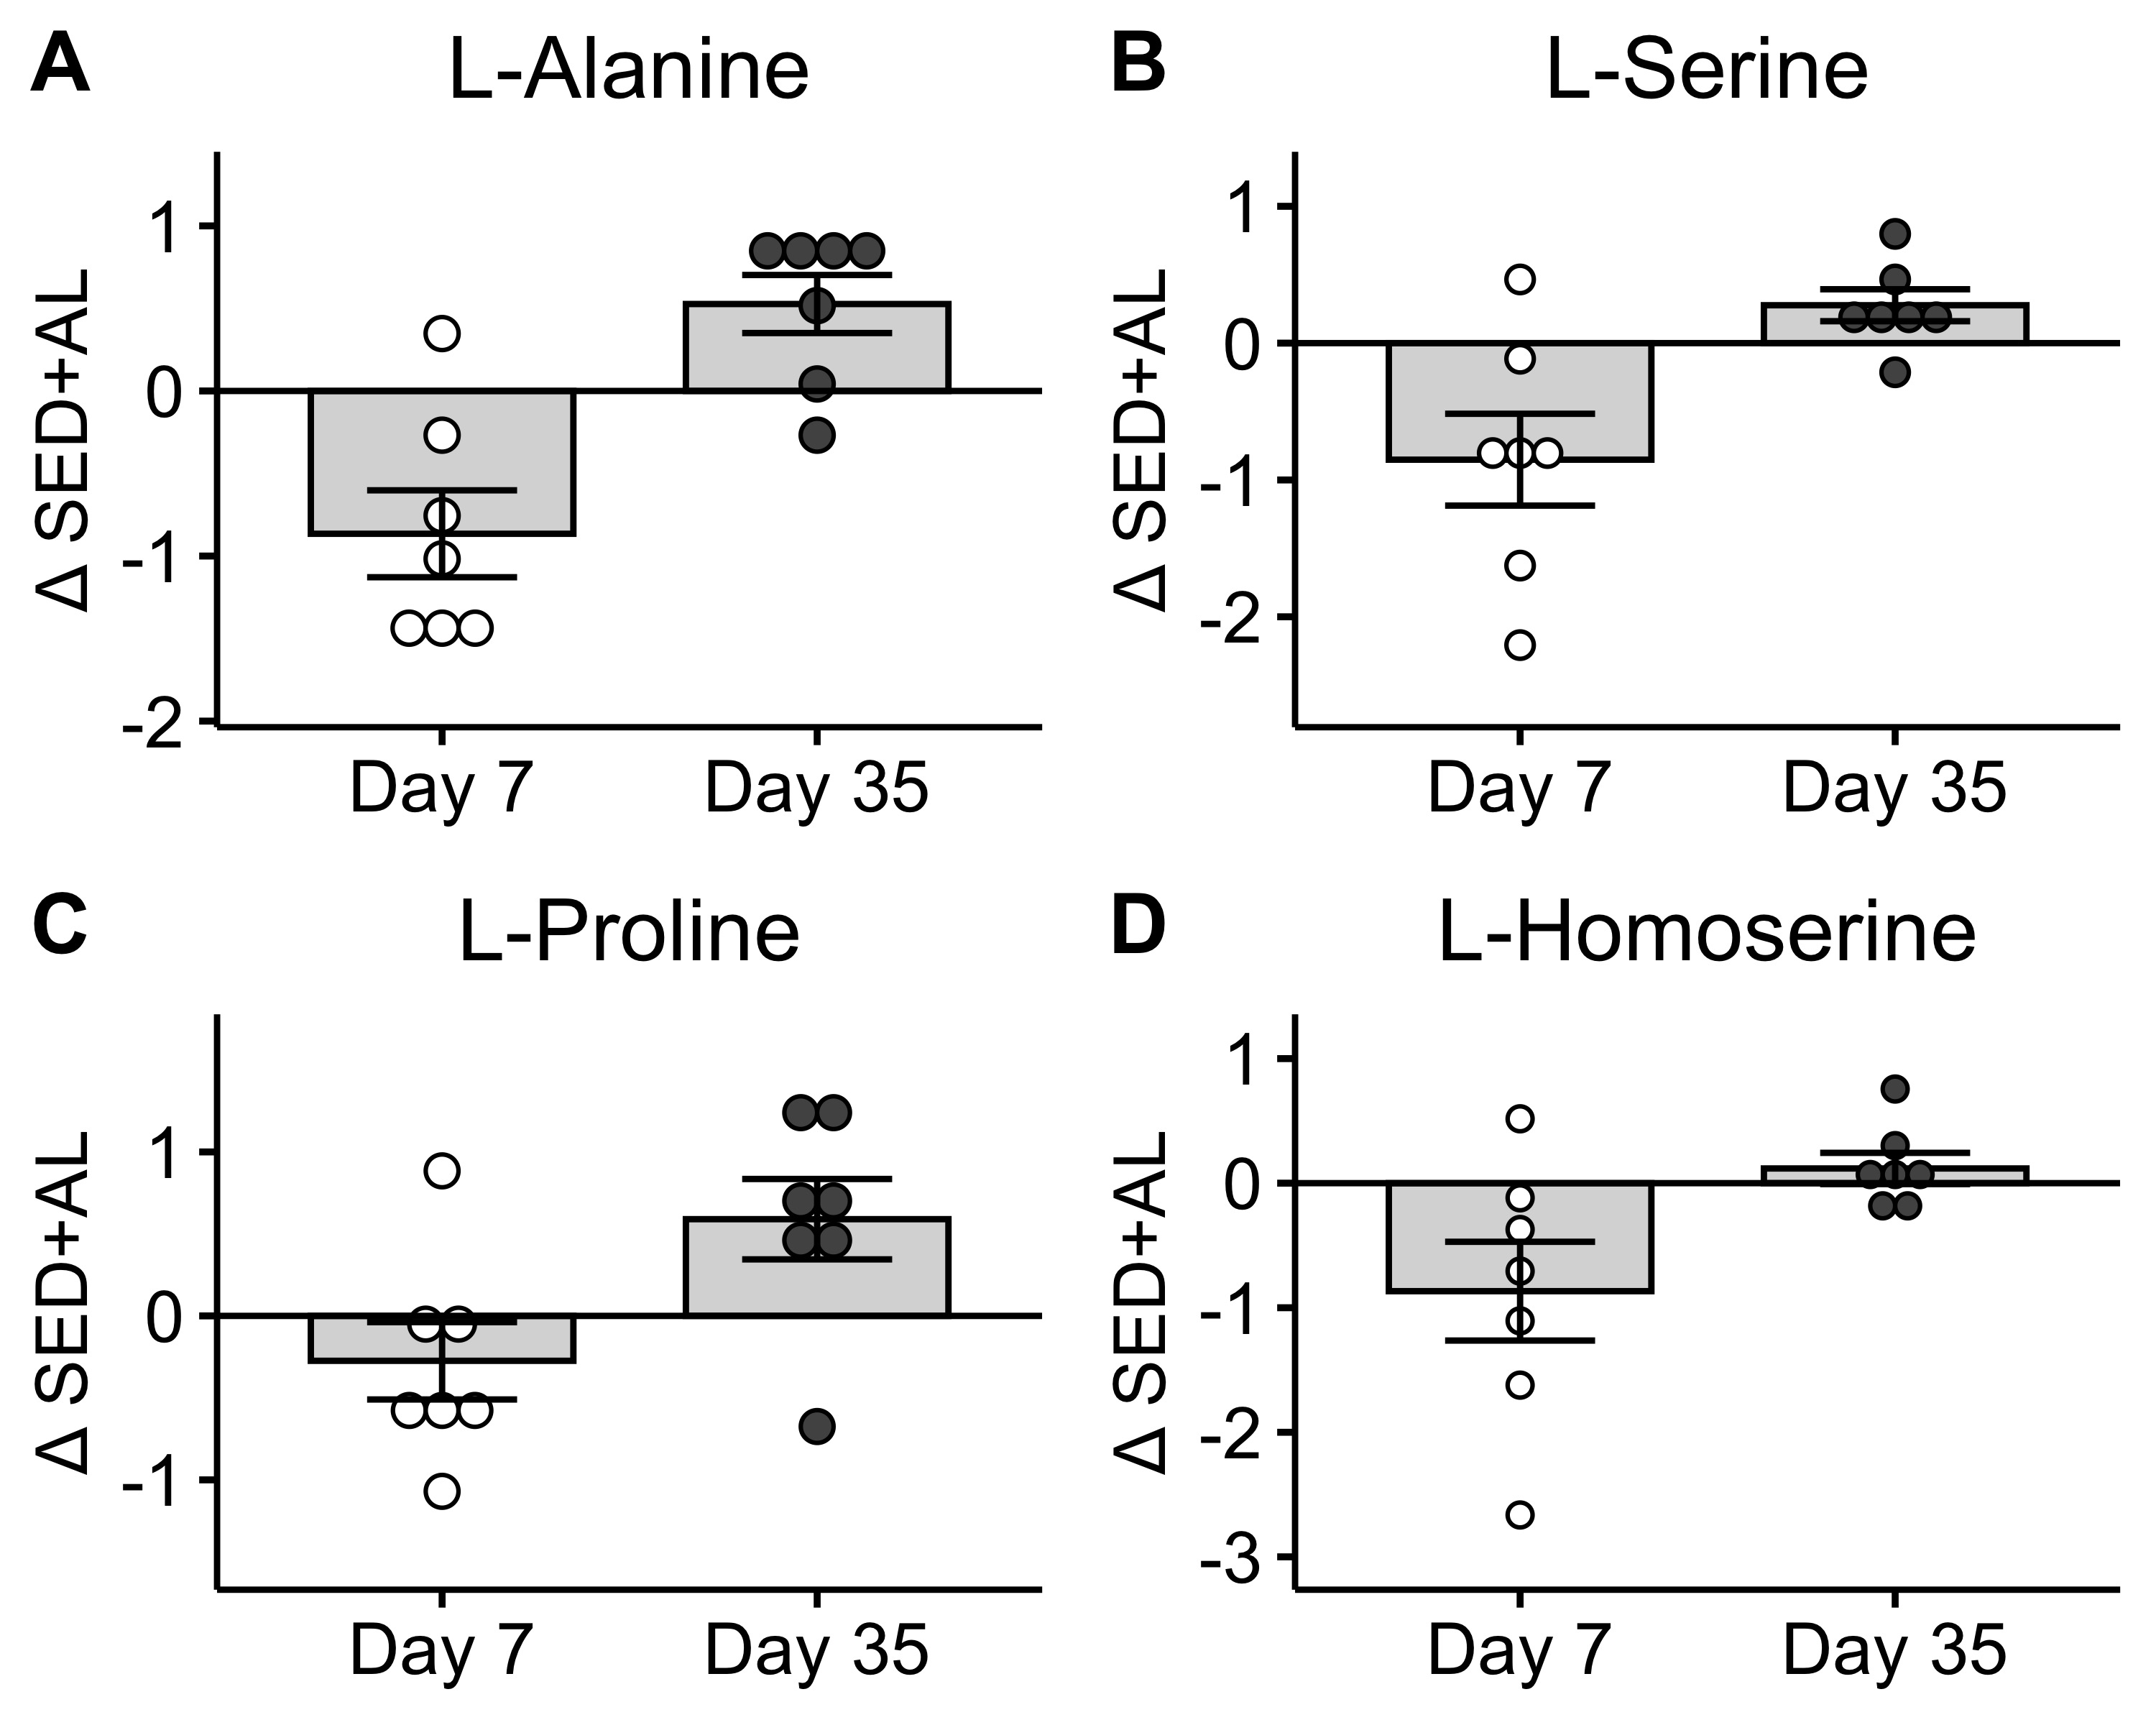 A L-Alanine
Δ SED+AL
1
0
-1
-2
Day 7 Day 35
B L-Serine
Δ SED+AL
1
0
-1
-2
Day 7 Day 35
C L-Proline
Δ SED+AL
1
0
-1
Day 7 Day 35
D L-Homoserine
Δ SED+AL
1
0
-1
-2
-3
Day 7 Day 35